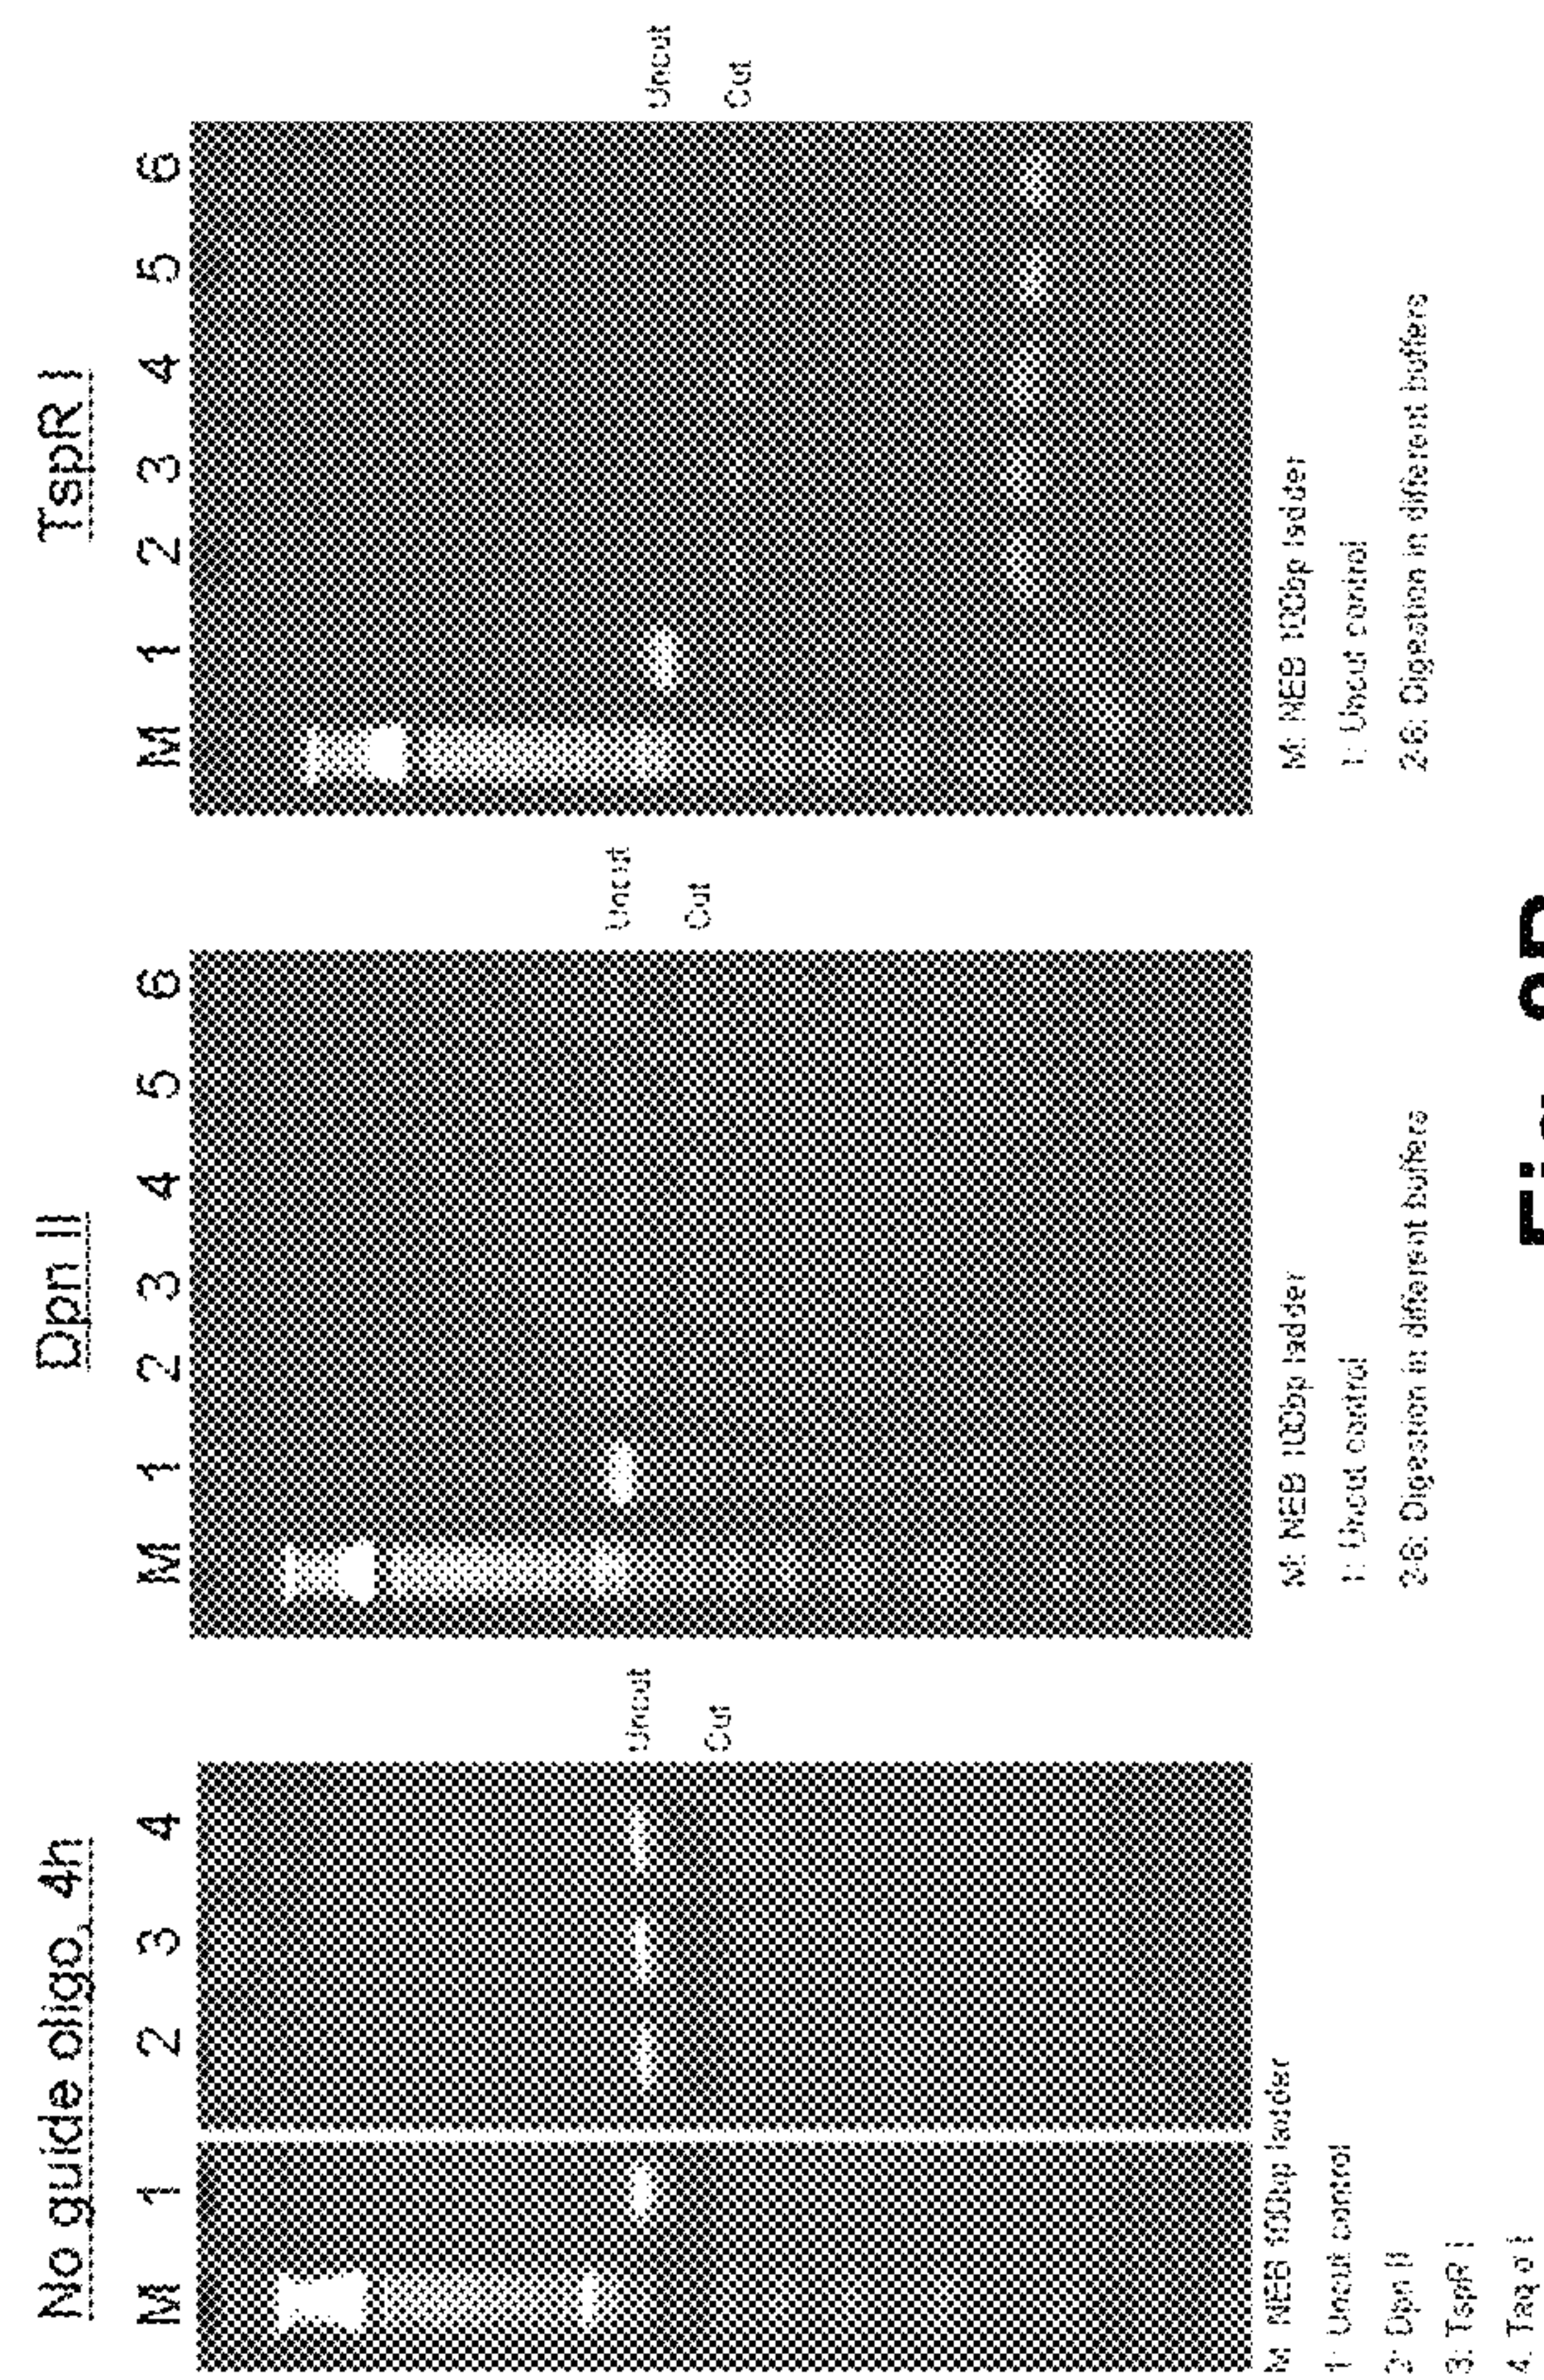 No guide oligo, 4h
M 1 2 3 4
Uncut
Cut
M: NEB 100bp ladder
1: Uncut control
2: Dpn II
3: TspR I
4: Taq α I
Dpn II
M 1 2 3 4 5 6
Uncut
Cut
M: NEB 100bp ladder
1: Uncut control
2-6: Digestion in different buffers
TspR I
M 1 2 3 4 5 6
Uncut
Cut
M: NEB 100bp ladder
1: Uncut control
2-6: Digestion in different buffers